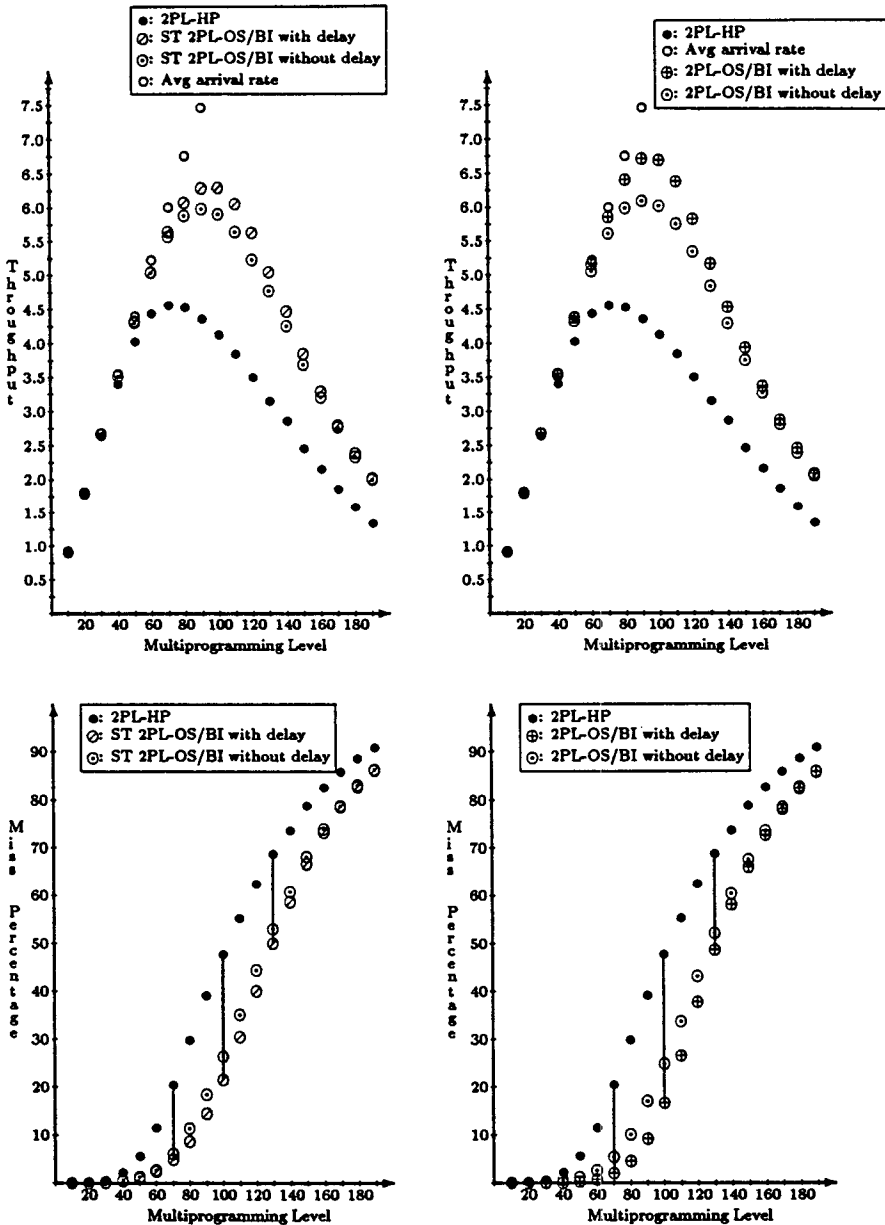 ●: 2PL-HP
⊘: ST 2PL-OS/BI with delay
⊙: ST 2PL-OS/BI without delay
○: Avg arrival rate
Throughput
7.5
7.0
6.5
6.0
5.5
5.0
4.5
4.0
3.5
3.0
2.5
2.0
1.5
1.0
0.5
20 40 60 80 100 120 140 160 180
Multiprogramming Level
●: 2PL-HP
○: Avg arrival rate
⊕: 2PL-OS/BI with delay
⊙: 2PL-OS/BI without delay
Throughput
7.5
7.0
6.5
6.0
5.5
5.0
4.5
4.0
3.5
3.0
2.5
2.0
1.5
1.0
0.5
20 40 60 80 100 120 140 160 180
Multiprogramming Level
●: 2PL-HP
⊘: ST 2PL-OS/BI with delay
⊙: ST 2PL-OS/BI without delay
Miss percentage
90
80
70
60
50
40
30
20
10
20 40 60 80 100 120 140 160 180
Multiprogramming Level
●: 2PL-HP
⊕: 2PL-OS/BI with delay
⊙: 2PL-OS/BI without delay
Miss percentage
90
80
70
60
50
40
30
20
10
20 40 60 80 100 120 140 160 180
Multiprogramming Level